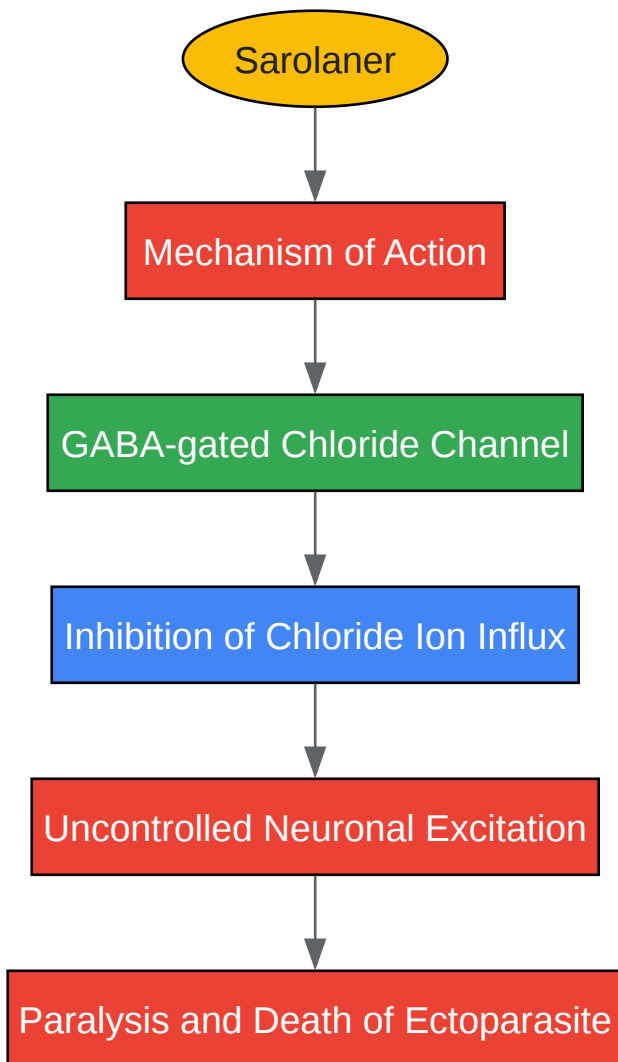 Sarolaner
Mechanism of Action
GABA-gated Chloride Channel
Inhibition of Chloride Ion Influx
Uncontrolled Neuronal Excitation
Paralysis and Death of Ectoparasite